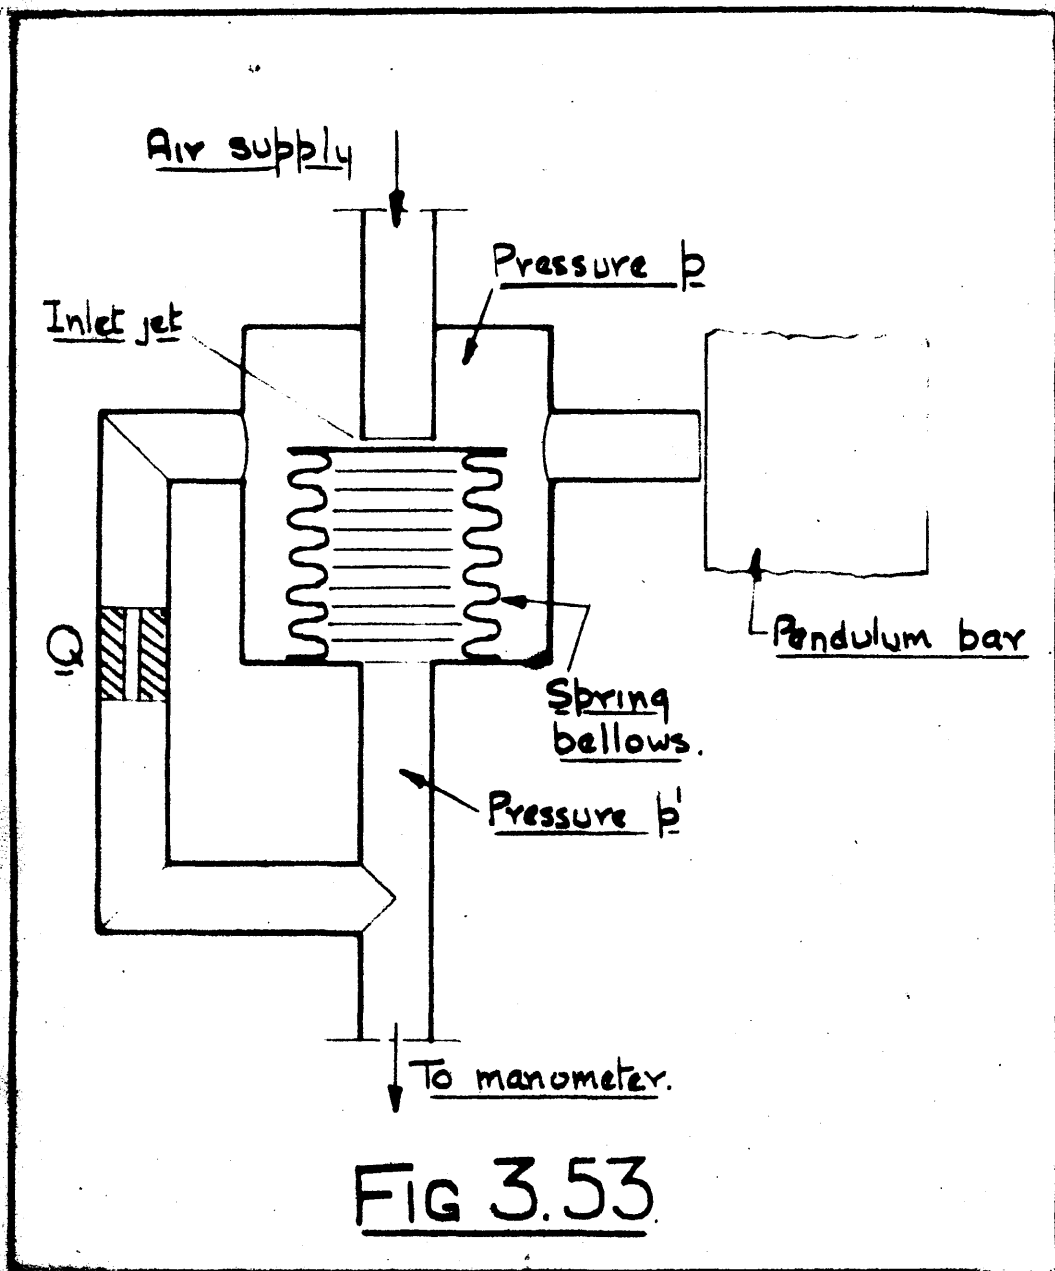 Air supply
Pressure p
Inlet jet
Pendulum bar
Q
Spring
bellows.
Pressure p'
To manometer.
FIG 3.53